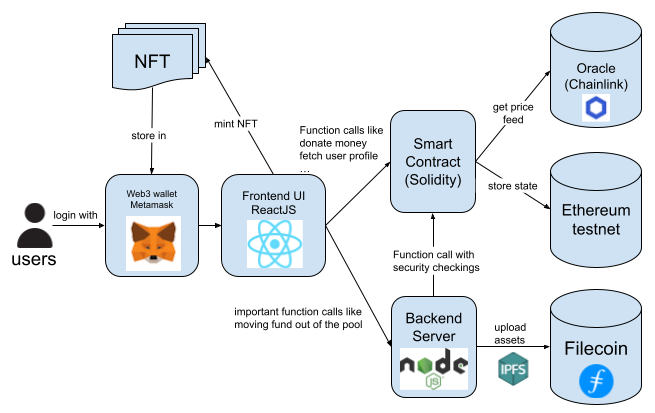 NFT
store in
mint NFT
users
login with
Web3 wallet
Metamask
Frontend UI
ReactJS
Function calls like
donate money
fetch user profile
...
Smart
Contract
(Solidity)
get price
feed
Oracle
(Chainlink)
store state
Ethereum
testnet
Function call with
security checkings
important function calls like
moving fund out of the pool
Backend
Server
node
JS
upload
assets
IPFS
Filecoin